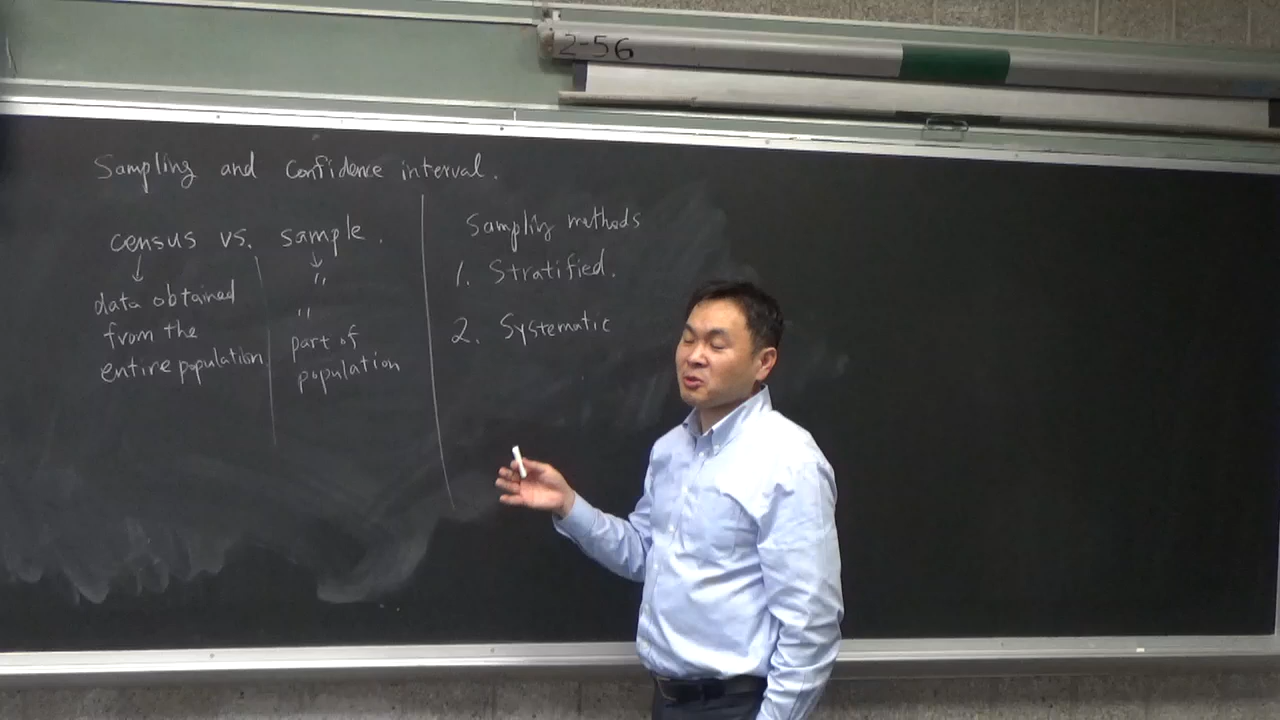 2-56
Sampling and Confidence interval.
census vs. sample.
↓
data obtained
from the
entire population
↓
"
"
part of
population
Sampling methods
1. Stratified.
2. Systematic